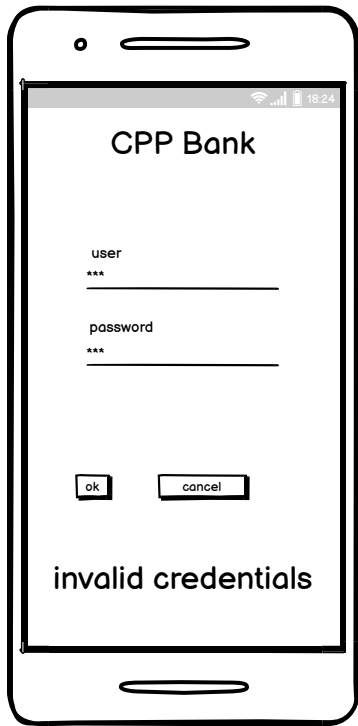 18:24
CPP Bank
user
***
password
***
ok cancel
invalid credentials